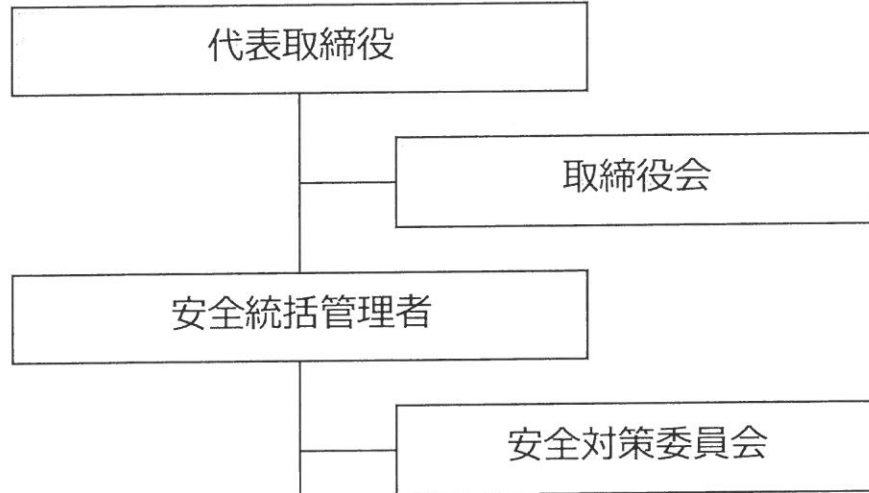 代表取締役
取締役会
安全統括管理者
安全対策委員会